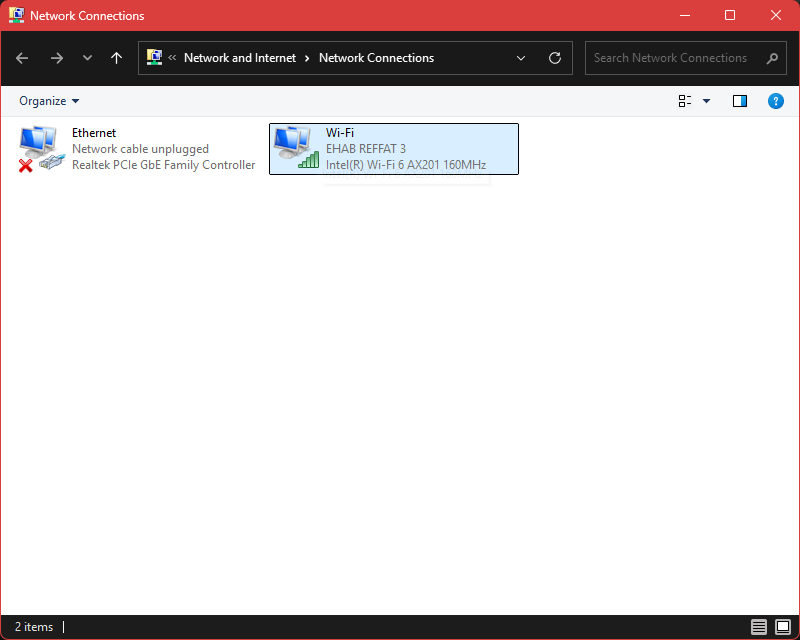 Network Connections
« Network and Internet › Network Connections
Search Network Connections
Organize
?
Ethernet
Network cable unplugged
Realtek PCIe GbE Family Controller
Wi-Fi
EHAB REFFAT 3
Intel(R) Wi-Fi 6 AX201 160MHz
2 items